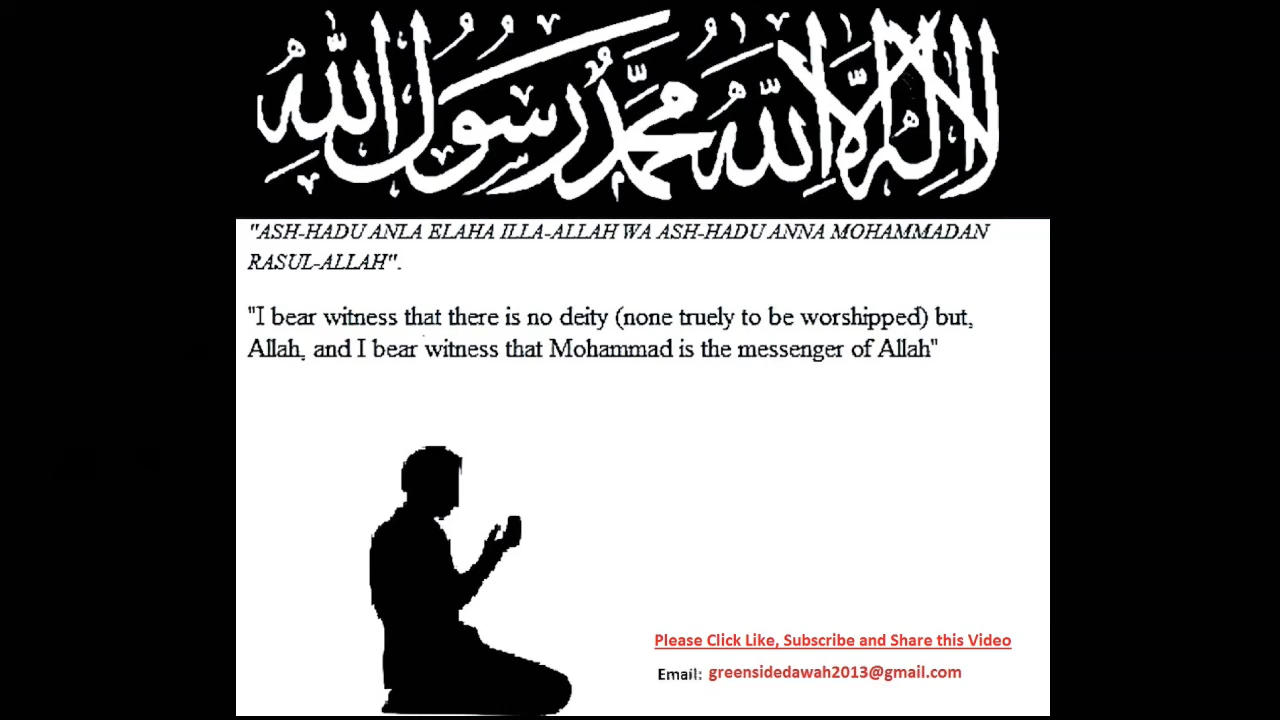 لا إله إلا الله محمد رسول الله
"ASH-HADU ANLA ELAHA ILLA-ALLAH WA ASH-HADU ANNA MOHAMMADAN
RASUL-ALLAH".
"I bear witness that there is no deity (none truely to be worshipped) but,
Allah, and I bear witness that Mohammad is the messenger of Allah"
Please Click Like, Subscribe and Share this Video
Email: greensidedawah2013@gmail.com